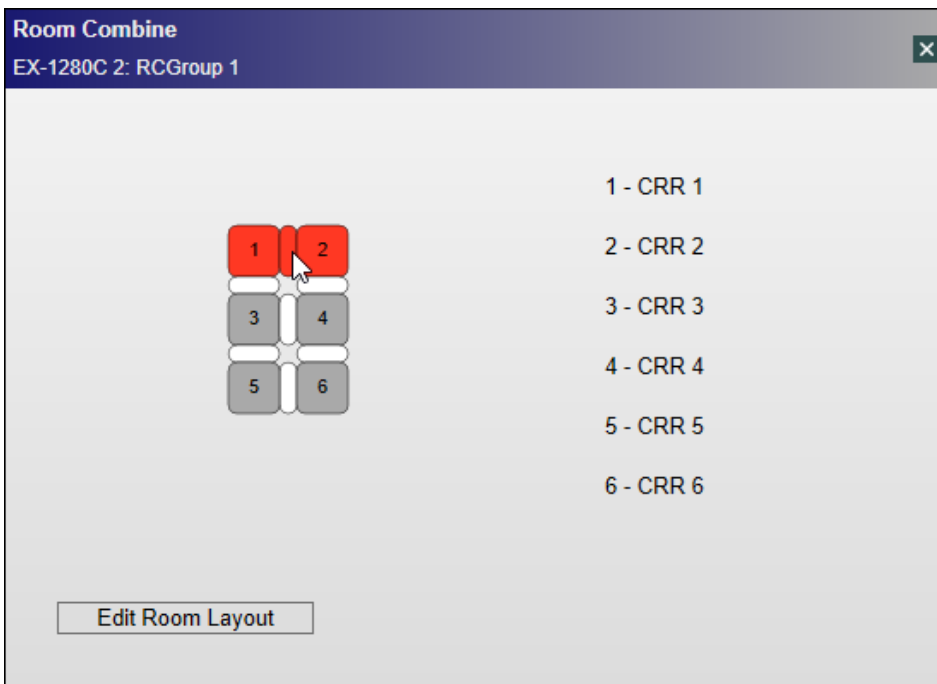 Room Combine
EX-1280C 2: RCGroup 1
1 2
3 4
5 6
1 - CRR 1
2 - CRR 2
3 - CRR 3
4 - CRR 4
5 - CRR 5
6 - CRR 6
Edit Room Layout